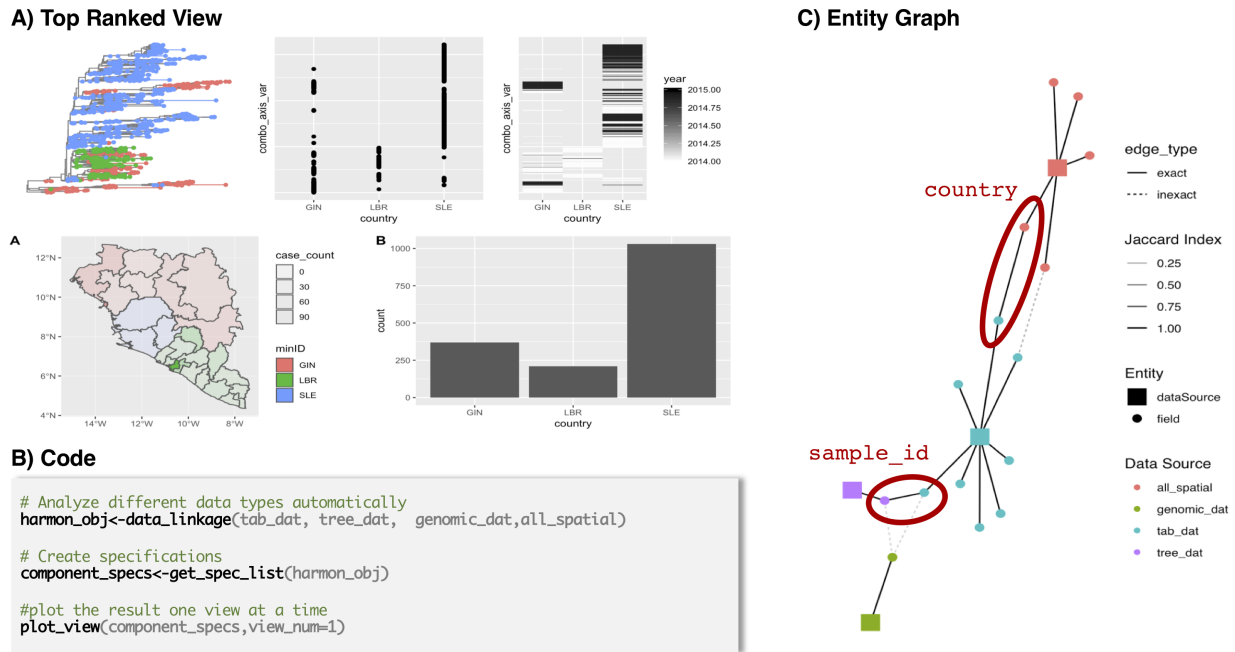 A) Top Ranked View
combo_axis_var
GIN
LBR
SLE
country
combo_axis_var
GIN
LBR
SLE
country
year
2015.00
2014.75
2014.50
2014.25
2014.00
A
12°N
10°N
8°N
6°N
4°N
14°W
12°W
10°W
8°W
case_count
0
30
60
90
minID
GIN
LBR
SLE
B
count
1000
750
500
250
0
GIN
LBR
SLE
country
B) Code
# Analyze different data types automatically
harmon_obj<-data_linkage(tab_dat, tree_dat,  genomic_dat,all_spatial)
# Create specifications
component_specs<-get_spec_list(harmon_obj)
#plot the result one view at a time
plot_view(component_specs,view_num=1)
C) Entity Graph
country
sample_id
edge_type
exact
inexact
Jaccard Index
0.25
0.50
0.75
1.00
Entity
dataSource
field
Data Source
all_spatial
genomic_dat
tab_dat
tree_dat